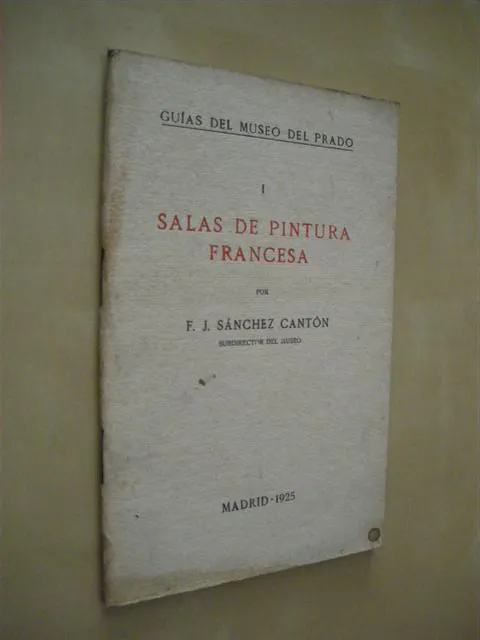 GUÍAS DEL MUSEO DEL PRADO
I
SALAS DE PINTURA
FRANCESA
POR
F. J. SÁNCHEZ CANTÓN
SUBDIRECTOR DEL MUSEO
MADRID-1925